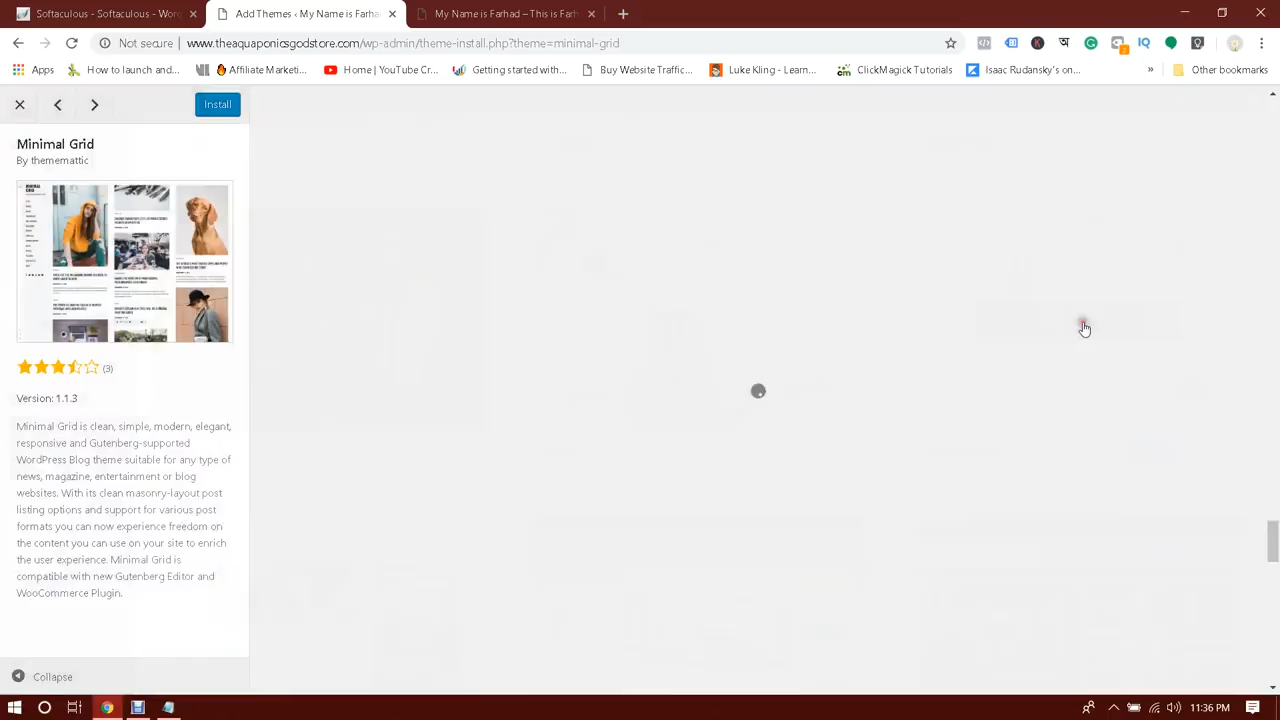 Softaculous - Softaculous - Wor
Add Themes ‹ My Name is Farha
My Name is Farhad – This is Farh
Not secure
www.theaquaponicsgodstore.com/wp-admin/theme-install.php?theme=minimal-grid
Apps
How to launch and...
Affiliate Marketi...
Home | YouTube Cr...
Getting started with...
Buy Website Traffic...
Luke Kling - Learn...
ClickMagick Tutorials
Isaac Rudansky's on...
»
Other bookmarks
Install
Minimal Grid
By thememattic
(3)
Version: 1.1.3
Minimal Grid is clean, simple, modern, elegant,
responsive and Gutenberg-supported
WordPress Blog theme suitable for any type of
news, magazine, entertainment or blog
websites. With its clean masonry-layout post
listing options and support for various post
formats you can now experience freedom on
the content you can use on your site to enrich
the user experience. Minimal Grid is
compatible with new Gutenberg Editor and
WooCommerce Plugin.
Collapse
11:36 PM